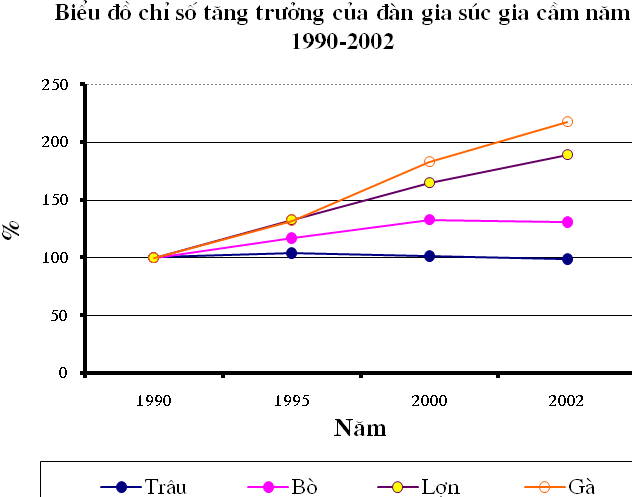 Biểu đồ chỉ số tăng trưởng của đàn gia súc gia cầm năm
1990-2002
250
200
150
100
50
0
%
1990 1995 2000 2002
Năm
Trâu Bò Lợn Gà